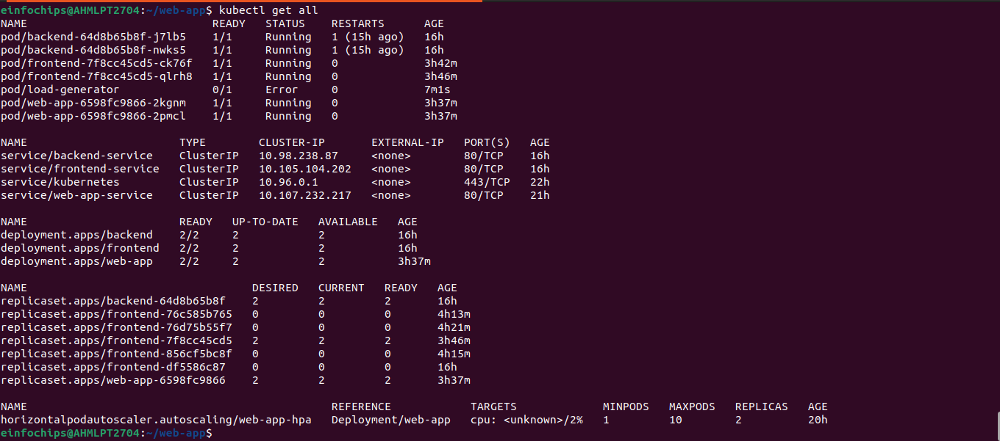 einfochips@AHMLPT2704:~/web-app$ kubectl get all
NAME READY STATUS RESTARTS AGE
pod/backend-64d8b65b8f-j7lb5 1/1 Running 1 (15h ago) 16h
pod/backend-64d8b65b8f-nwks5 1/1 Running 1 (15h ago) 16h
pod/frontend-7f8cc45cd5-ck76f 1/1 Running 0 3h42m
pod/frontend-7f8cc45cd5-qlrh8 1/1 Running 0 3h46m
pod/load-generator 0/1 Error 0 7m1s
pod/web-app-6598fc9866-2kgnm 1/1 Running 0 3h37m
pod/web-app-6598fc9866-2pmcl 1/1 Running 0 3h37m
NAME TYPE CLUSTER-IP EXTERNAL-IP PORT(S) AGE
service/backend-service ClusterIP 10.98.238.87 <none> 80/TCP 16h
service/frontend-service ClusterIP 10.105.104.202 <none> 80/TCP 16h
service/kubernetes ClusterIP 10.96.0.1 <none> 443/TCP 22h
service/web-app-service ClusterIP 10.107.232.217 <none> 80/TCP 21h
NAME READY UP-TO-DATE AVAILABLE AGE
deployment.apps/backend 2/2 2 2 16h
deployment.apps/frontend 2/2 2 2 16h
deployment.apps/web-app 2/2 2 2 3h37m
NAME DESIRED CURRENT READY AGE
replicaset.apps/backend-64d8b65b8f 2 2 2 16h
replicaset.apps/frontend-76c585b765 0 0 0 4h13m
replicaset.apps/frontend-76d75b55f7 0 0 0 4h21m
replicaset.apps/frontend-7f8cc45cd5 2 2 2 3h46m
replicaset.apps/frontend-856cf5bc8f 0 0 0 4h15m
replicaset.apps/frontend-df5586c87 0 0 0 16h
replicaset.apps/web-app-6598fc9866 2 2 2 3h37m
NAME REFERENCE TARGETS MINPODS MAXPODS REPLICAS AGE
horizontalpodautoscaler.autoscaling/web-app-hpa Deployment/web-app cpu: <unknown>/2% 1 10 2 20h
einfochips@AHMLPT2704:~/web-app$